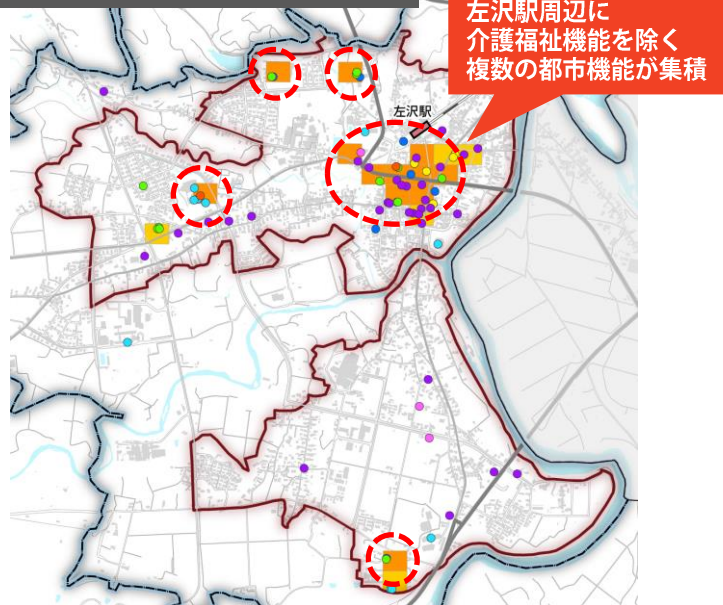 左沢駅周辺に
介護福祉機能を除く
複数の都市機能が集積
左沢駅